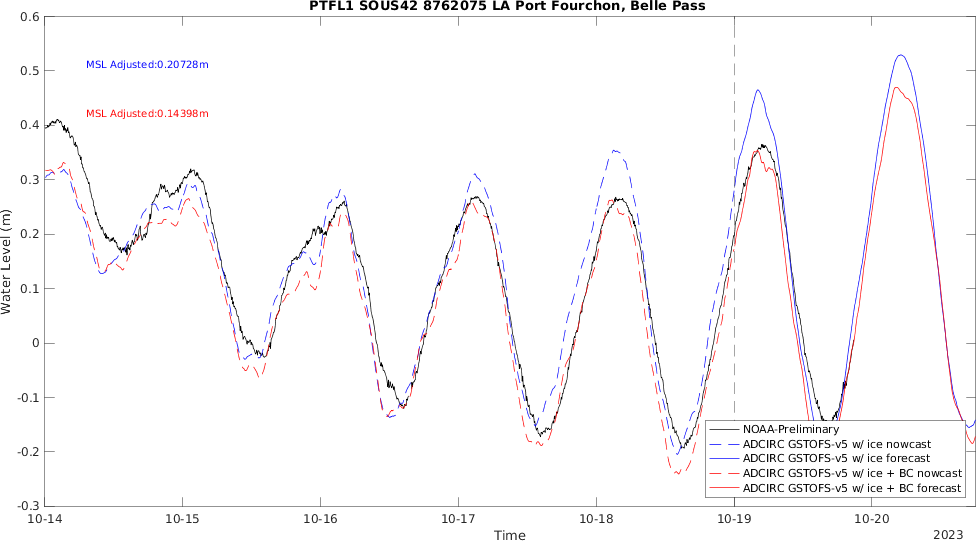 PTFL1 SOUS42 8762075 LA Port Fourchon, Belle Pass
0.6
0.5
0.4
0.3
0.2
0.1
0
-0.1
-0.2
-0.3
Water Level (m)
MSL Adjusted:0.20728m
MSL Adjusted:0.14398m
NOAA-Preliminary
ADCIRC GSTOFS-v5 w/ ice nowcast
ADCIRC GSTOFS-v5 w/ ice forecast
ADCIRC GSTOFS-v5 w/ ice + BC nowcast
ADCIRC GSTOFS-v5 w/ ice + BC forecast
10-14 10-15 10-16 10-17 10-18 10-19 10-20
Time
2023